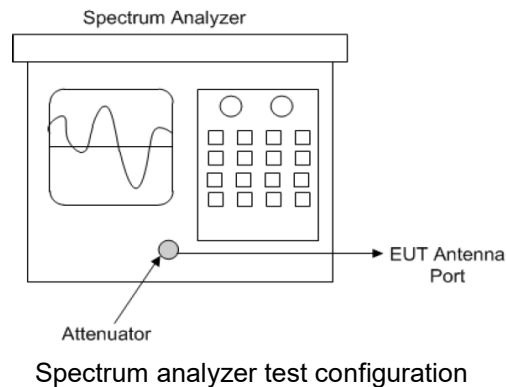 Spectrum Analyzer
EUT Antenna
Port
Attenuator
Spectrum analyzer test configuration